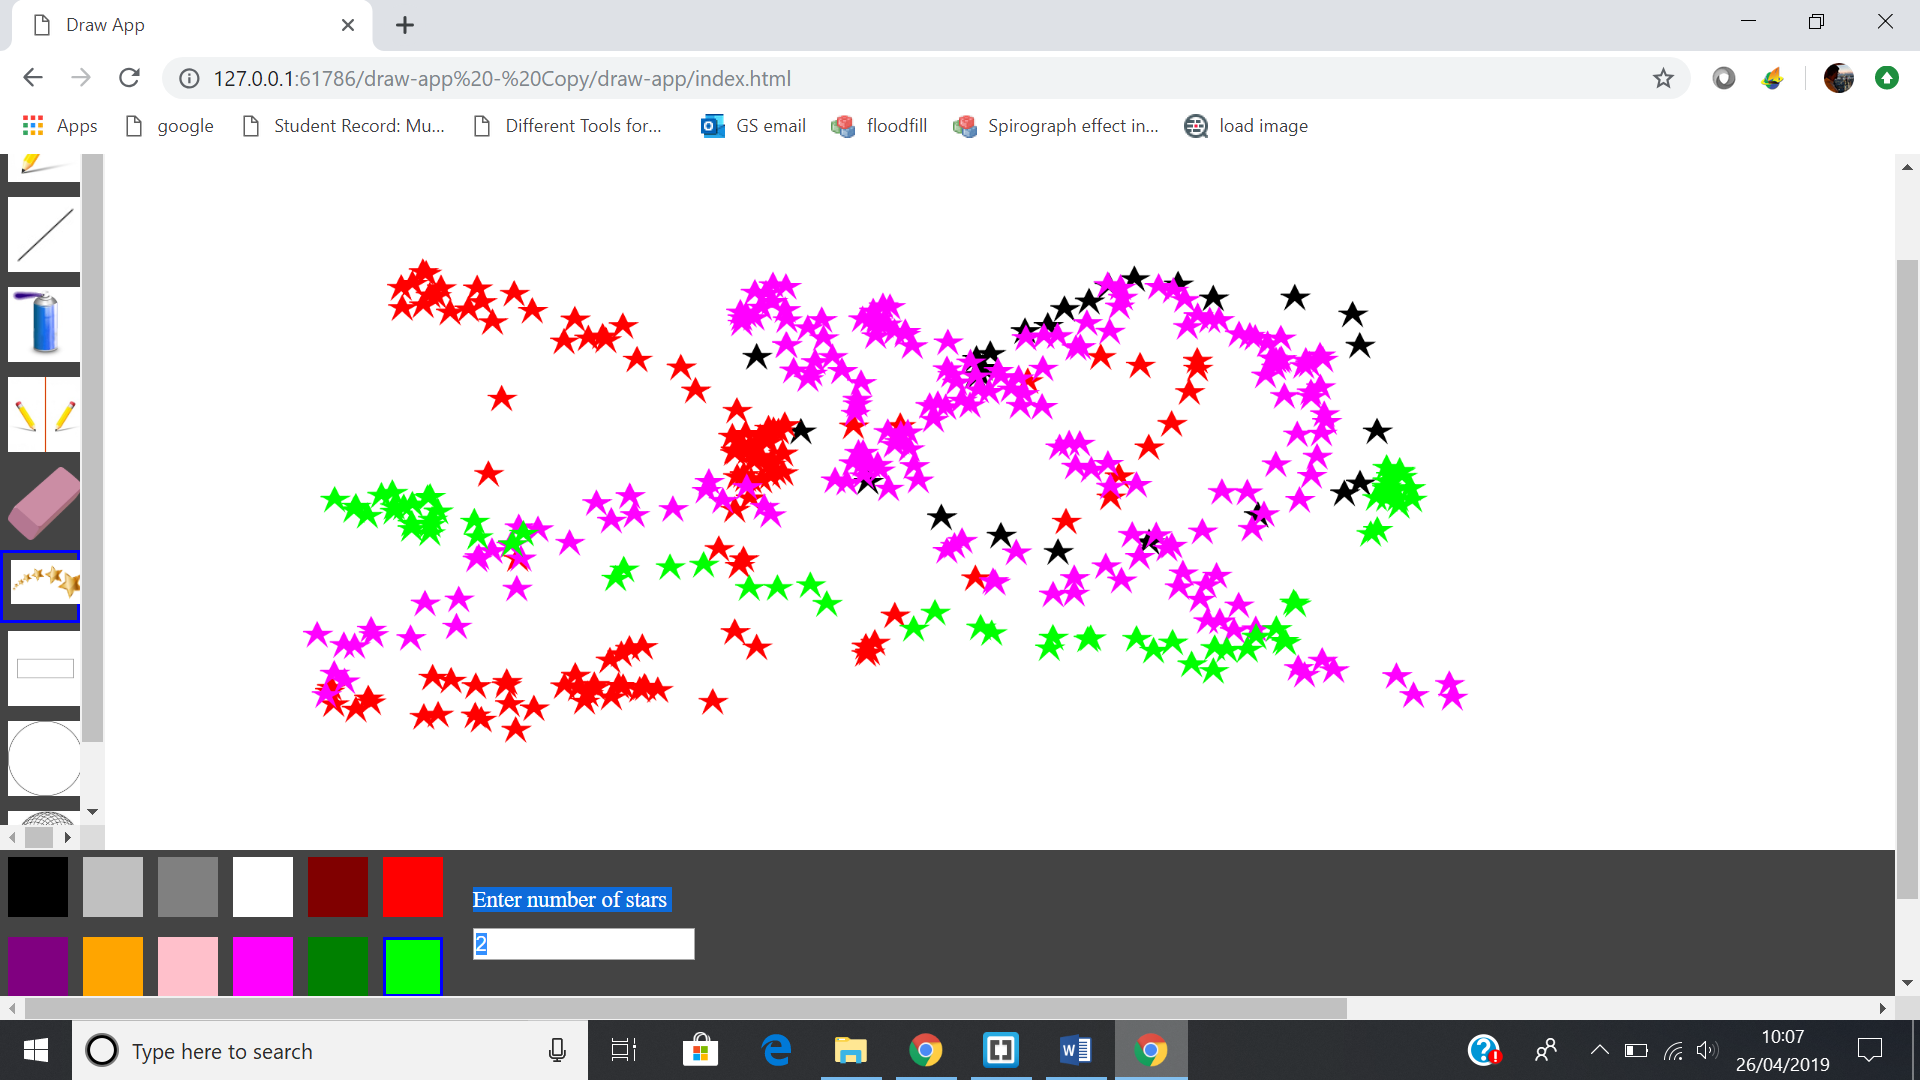 Draw App
127.0.0.1:61786/draw-app%20-%20Copy/draw-app/index.html
Apps google Student Record: Mu... Different Tools for... GS email floodfill Spirograph effect in... load image
Enter number of stars
2
Type here to search
10:07
26/04/2019